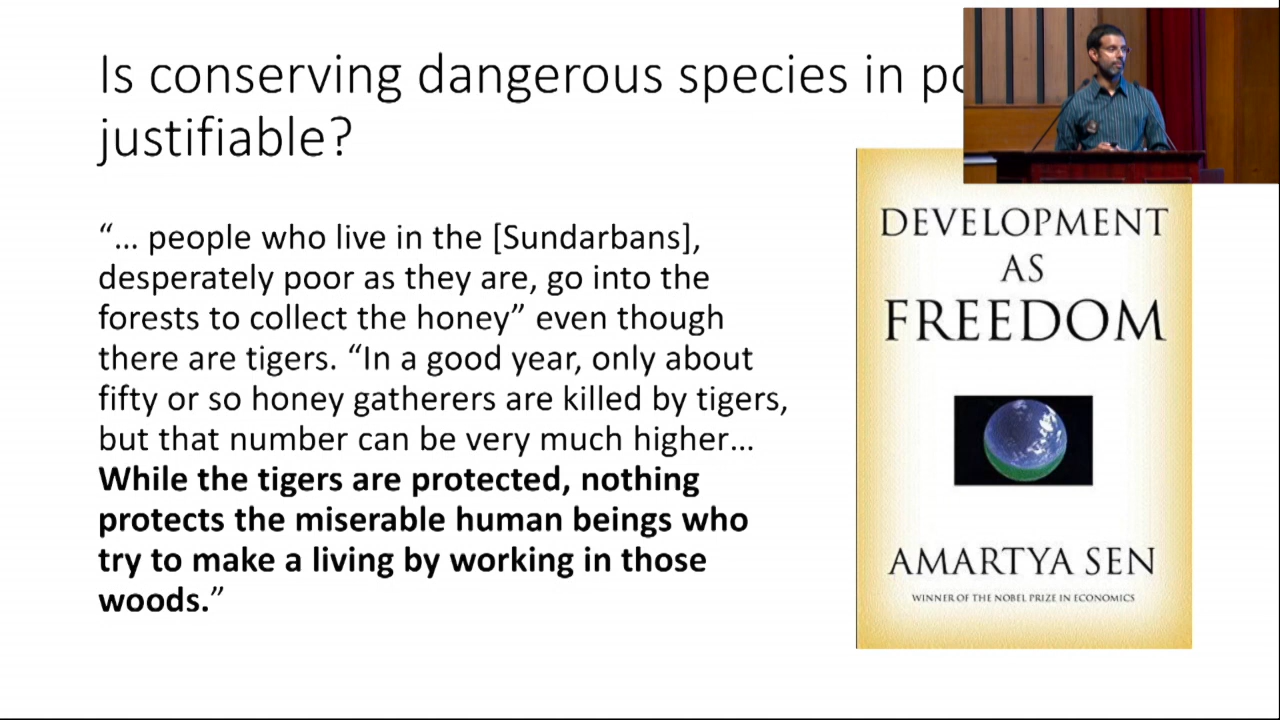 Is conserving dangerous species in
justifiable?
“… people who live in the [Sundarbans],
desperately poor as they are, go into the
forests to collect the honey” even though
there are tigers. “In a good year, only about
fifty or so honey gatherers are killed by tigers,
but that number can be very much higher…
While the tigers are protected, nothing
protects the miserable human beings who
try to make a living by working in those
woods.”
DEVELOPMENT
AS
FREEDOM
AMARTYA SEN
WINNER OF THE NOBEL PRIZE IN ECONOMICS